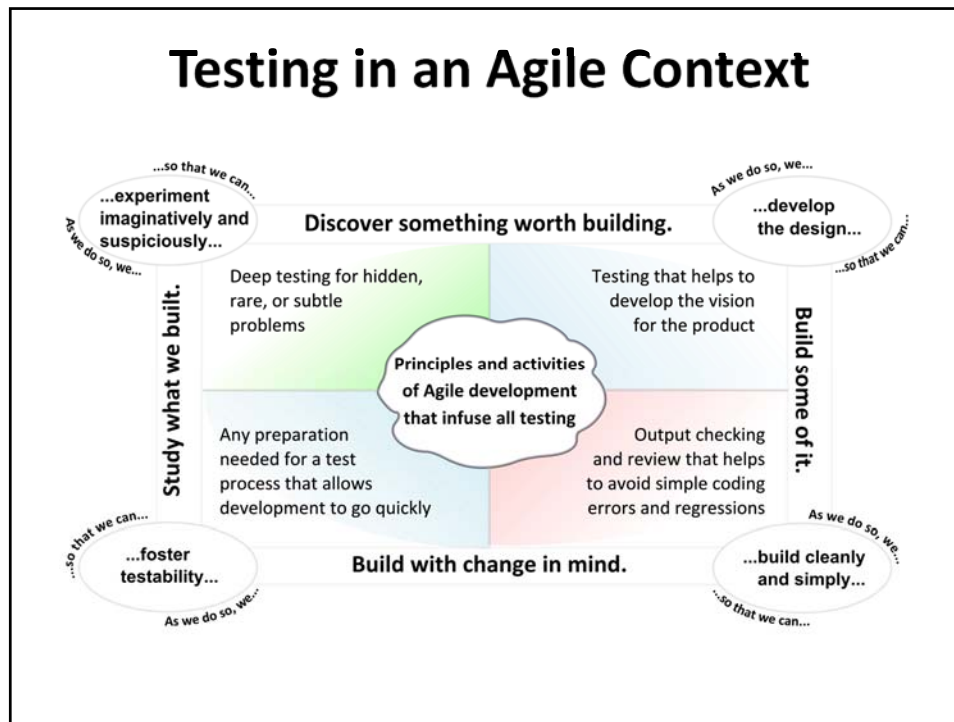 Testing in an Agile Context
...so that we can...
...experiment
imaginatively and
suspiciously...
As we do so, we...
Discover something worth building.
As we do so, we...
...develop
the design...
...so that we can...
Study what we built.
Deep testing for hidden,
rare, or subtle
problems
Testing that helps to
develop the vision
for the product
Build some of it.
Principles and activities
of Agile development
that infuse all testing
Any preparation
needed for a test
process that allows
development to go quickly
Output checking
and review that helps
to avoid simple coding
errors and regressions
...so that we can...
...foster
testability...
As we do so, we...
Build with change in mind.
As we do so, we...
...build cleanly
and simply...
...so that we can...